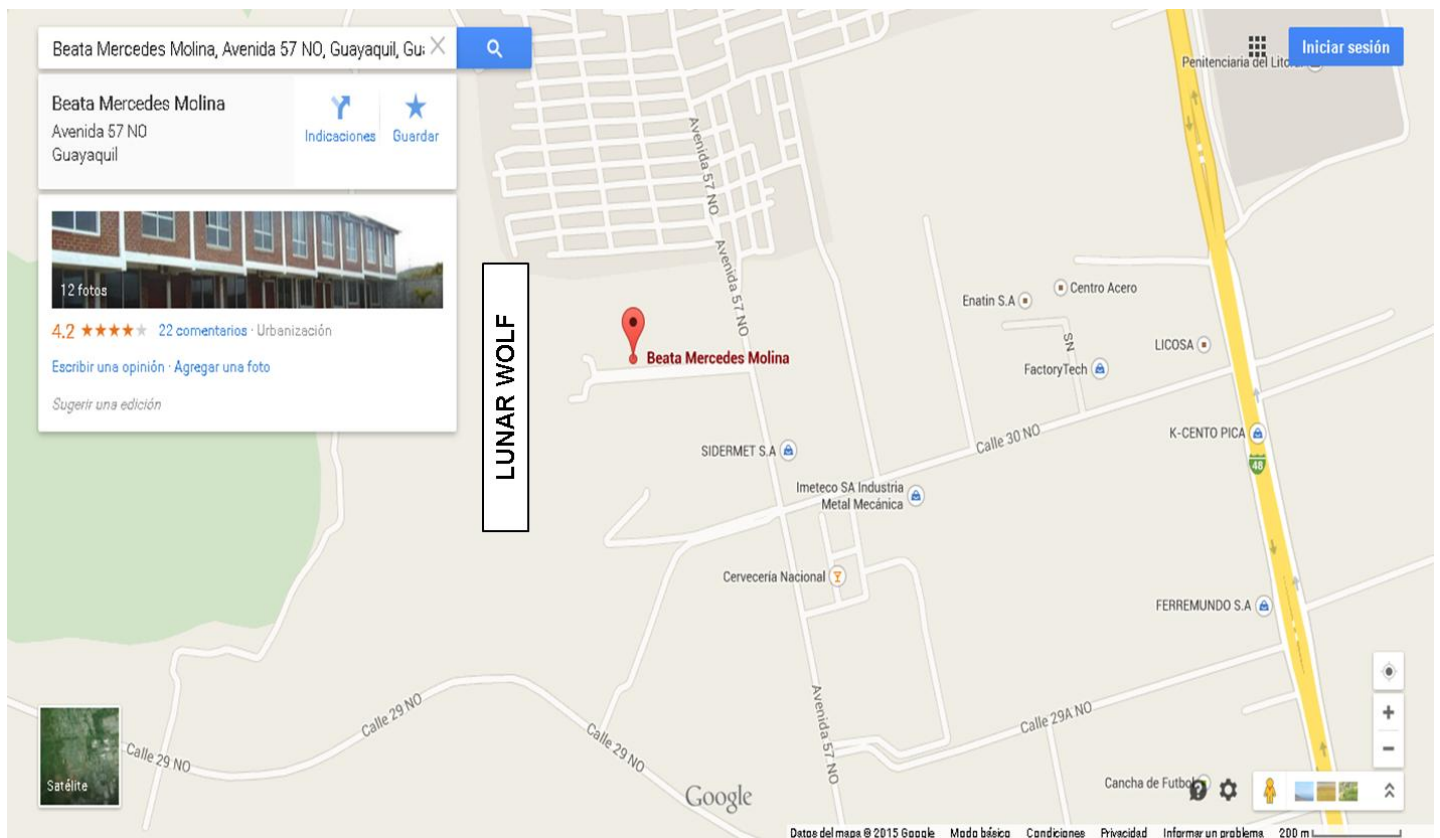 Beata Mercedes Molina, Avenida 57 NO, Guayaquil, Gu
Iniciar sesión
Penitenciaria del Litor
Beata Mercedes Molina
Avenida 57 NO
Guayaquil
Indicaciones
Guardar
12 fotos
4.2
22 comentarios · Urbanización
Escribir una opinión · Agregar una foto
Sugerir una edición
LUNAR WOLF
Avenida 57 NO
Avenida 57 NO
Beata Mercedes Molina
Enatin S.A
Centro Acero
SN
LICOSA
FactoryTech
Calle 30 NO
K-CENTO PICA
48
SIDERMET S.A
Imeteco SA Industria
Metal Mecánica
Cervecería Nacional
FERREMUNDO S.A
Avenida 57 NO
Calle 29A NO
Calle 29 NO
Calle 29 NO
Calle 29 NO
Satélite
Google
Cancha de Futbol
Datos del mapa © 2015 Google
Modo básico
Condiciones
Privacidad
Informar un problema
200 m